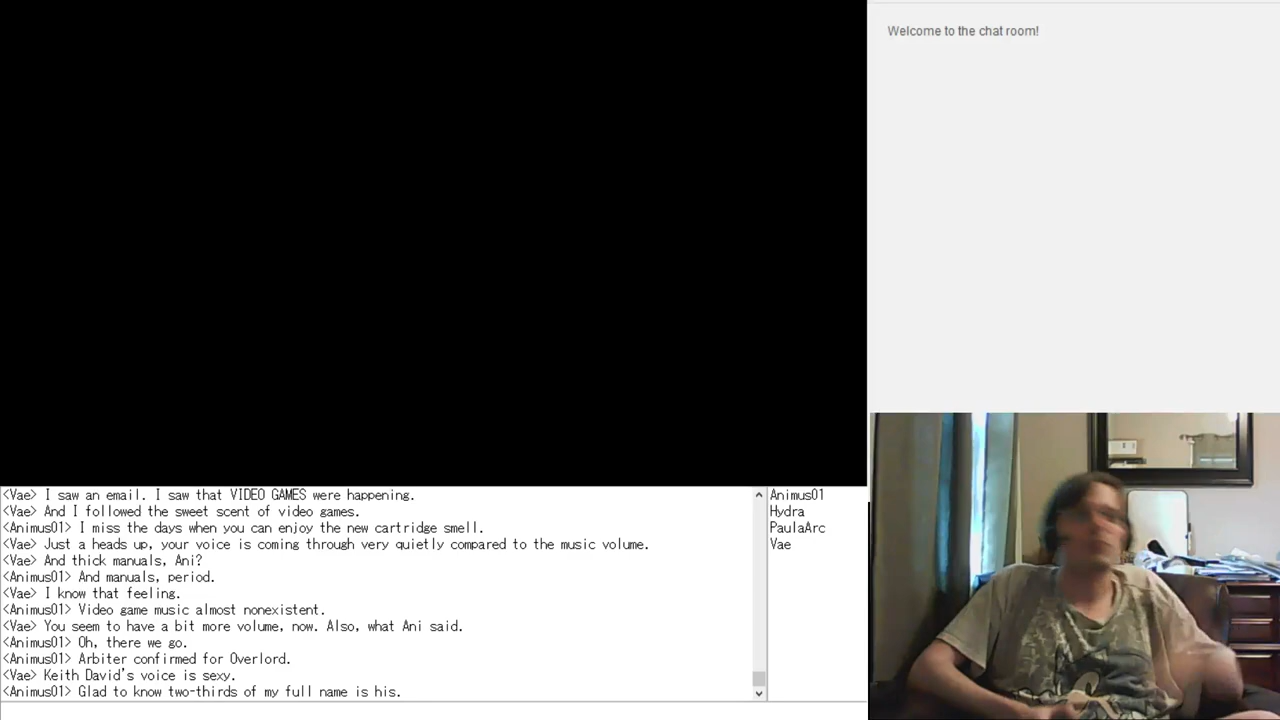 Welcome to the chat room!
<Vae> I saw an email. I saw that VIDEO GAMES were happening.
<Vae> And I followed the sweet scent of video games.
<Animus01> I miss the days when you can enjoy the new cartridge smell.
<Vae> Just a heads up, your voice is coming through very quietly compared to the music volume.
<Vae> And thick manuals, Ani?
<Animus01> And manuals, period.
<Vae> I know that feeling.
<Animus01> Video game music almost nonexistent.
<Vae> You seem to have a bit more volume, now. Also, what Ani said.
<Animus01> Oh, there we go.
<Animus01> Arbiter confirmed for Overlord.
<Vae> Keith David's voice is sexy.
<Animus01> Glad to know two-thirds of my full name is his.
Animus01
Hydra
PaulaArc
Vae